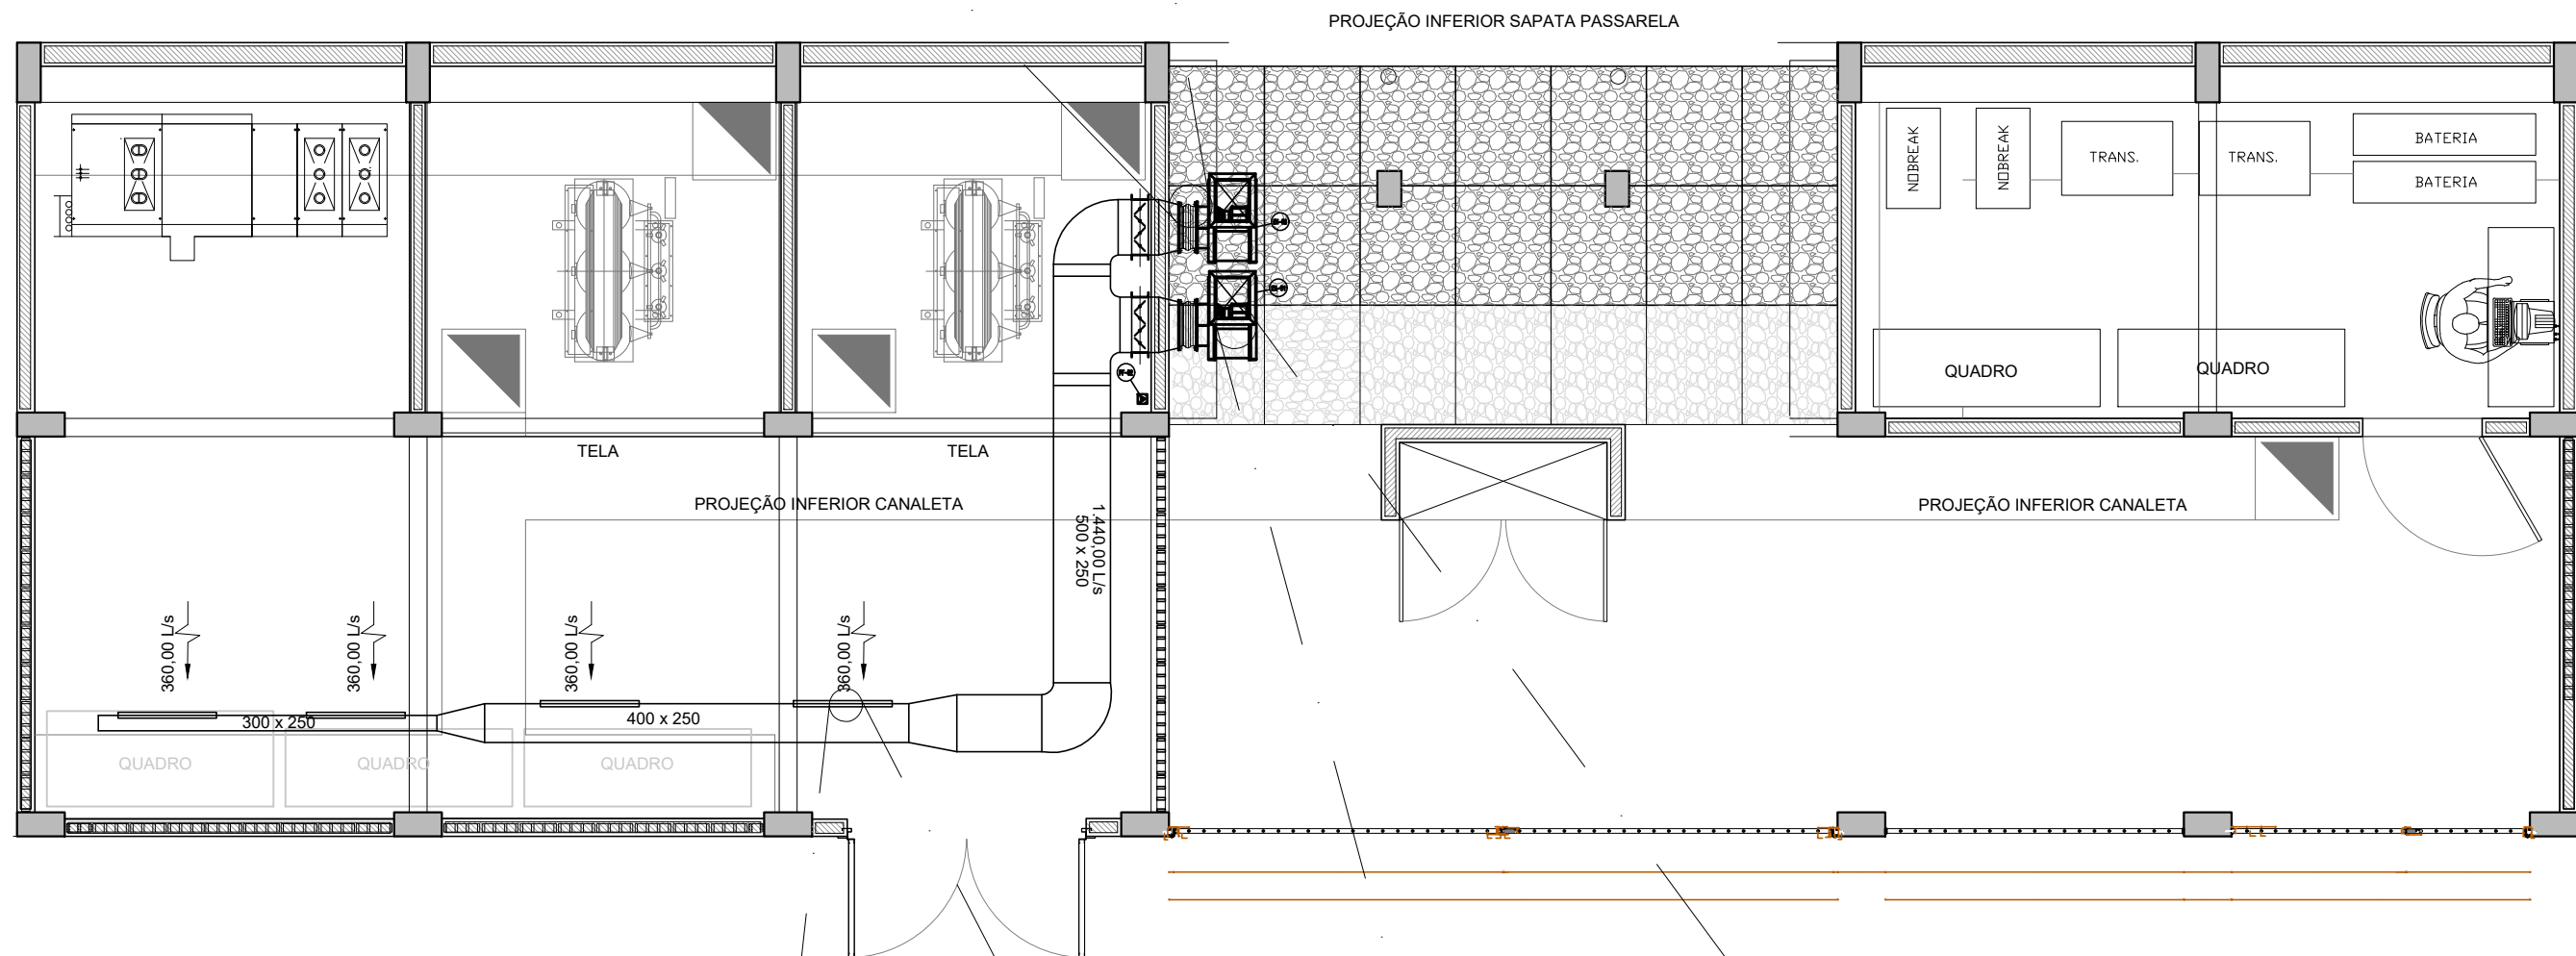 PROJEÇÃO INFERIOR SAPATA PASSARELA
NOBREAK
NOBREAK
TRANS.
TRANS.
BATERIA
BATERIA
QUADRO
QUADRO
TELA
TELA
PROJEÇÃO INFERIOR CANALETA
PROJEÇÃO INFERIOR CANALETA
1.440,00 L/s
500 x 250
360,00 L/s
360,00 L/s
360,00 L/s
360,00 L/s
300 x 250
400 x 250
QUADRO
QUADRO
QUADRO